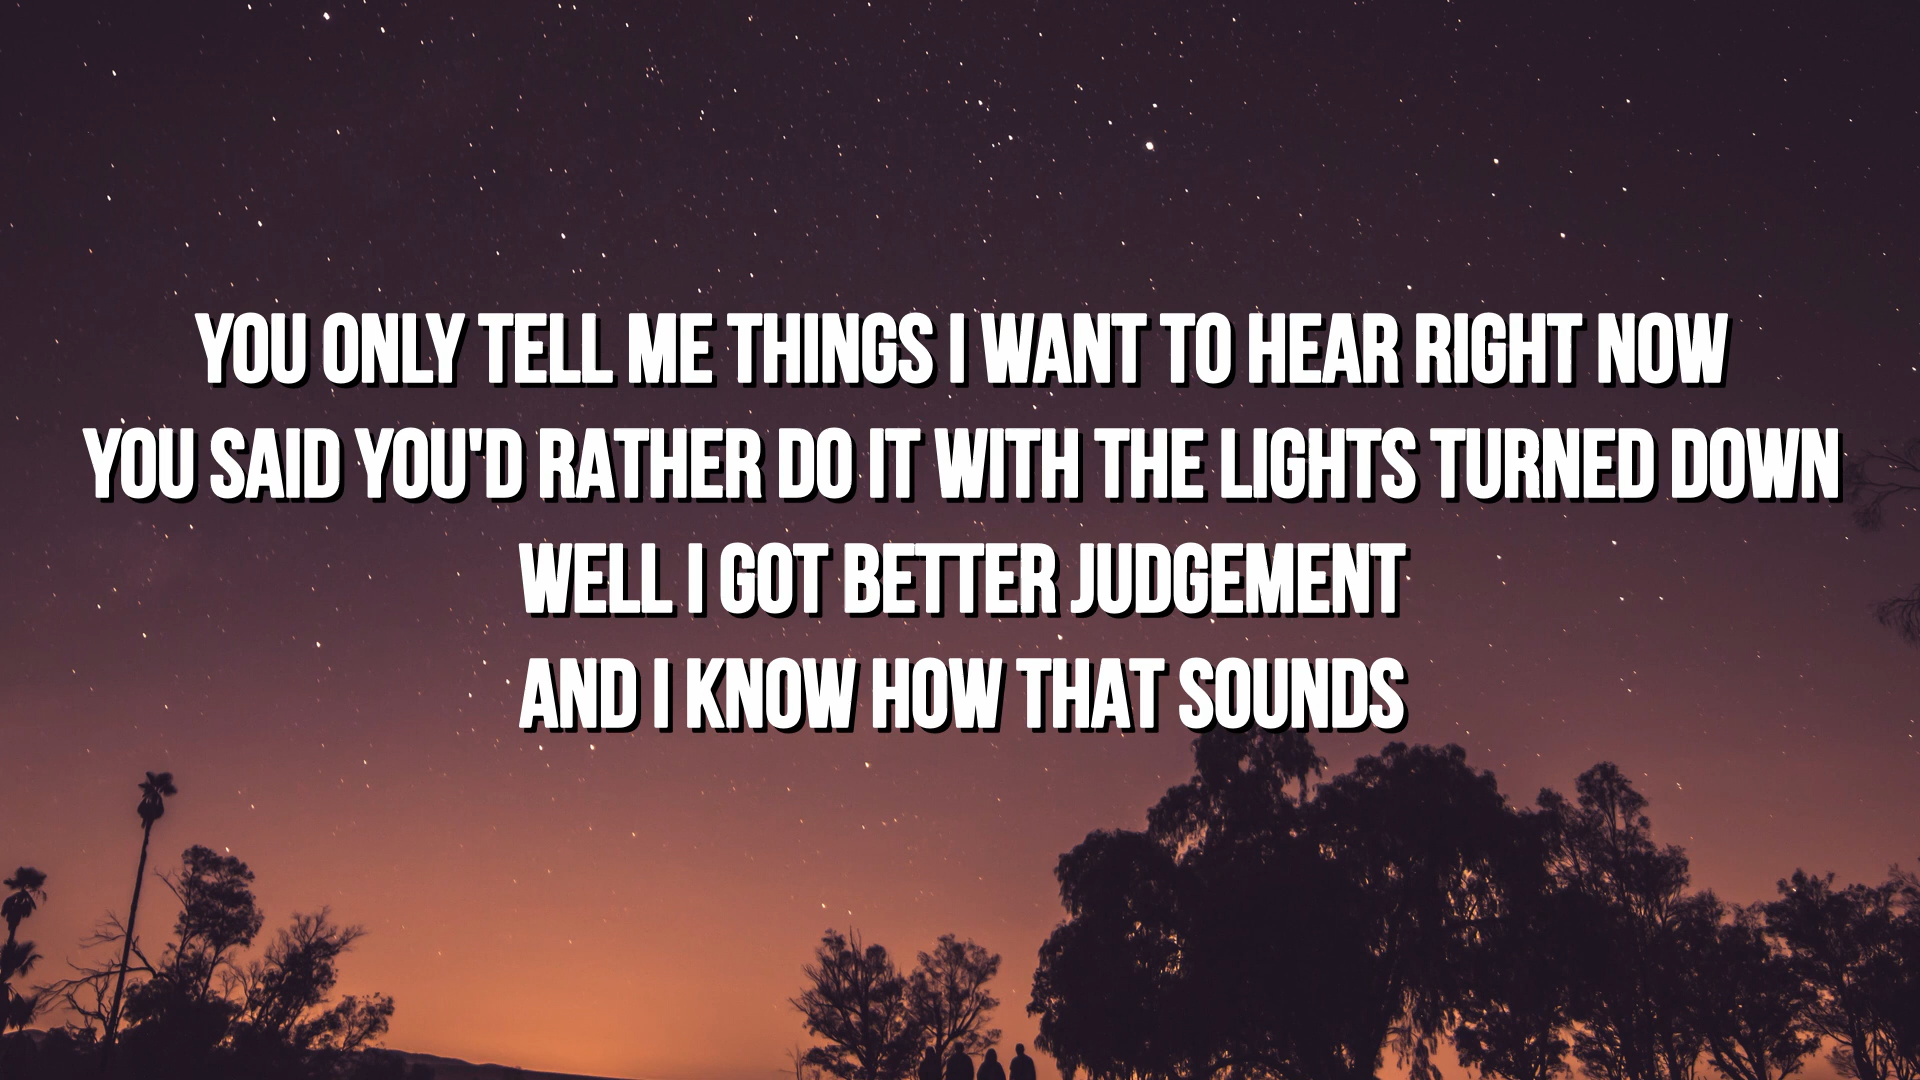 YOU ONLY TELL ME THINGS I WANT TO HEAR RIGHT NOW
YOU SAID YOU'D RATHER DO IT WITH THE LIGHTS TURNED DOWN
WELL I GOT BETTER JUDGEMENT
AND I KNOW HOW THAT SOUNDS